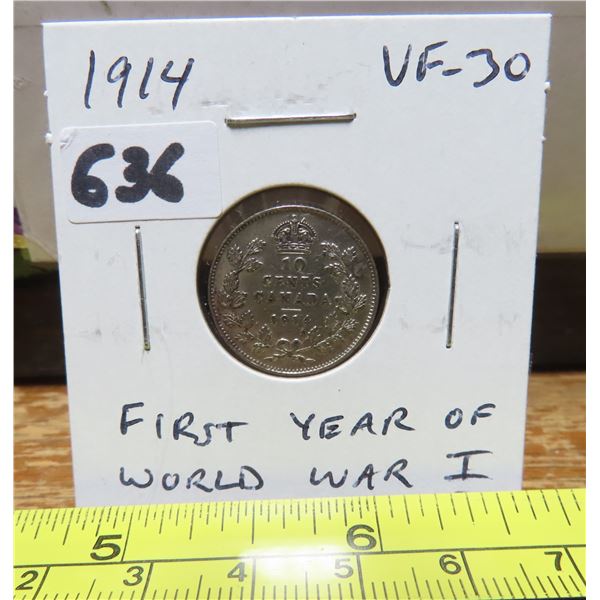 1914 VF-30
636
10
CENTS
CANADA
1914
FIRST YEAR OF
WORLD WAR I
5 6
2 3 4 5 6 7